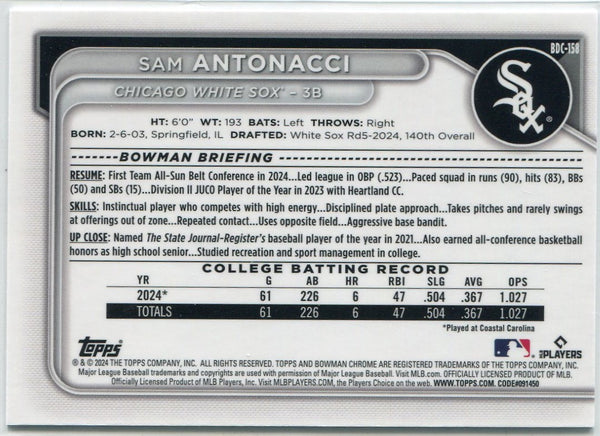 BDC-158
SAM ANTONACCI
CHICAGO WHITE SOX™ – 3B
Sox®
HT: 6'0" WT: 193 BATS: Left THROWS: Right
BORN: 2-6-03, Springfield, IL DRAFTED: White Sox Rd5-2024, 140th Overall
BOWMAN BRIEFING
RESUME: First Team All-Sun Belt Conference in 2024...Led league in OBP (.523)...Paced squad in runs (90), hits (83), BBs
(50) and SBs (15)...Division II JUCO Player of the Year in 2023 with Heartland CC.
SKILLS: Instinctual player who competes with high energy...Disciplined plate approach...Takes pitches and rarely swings
at offerings out of zone...Repeated contact...Uses opposite field...Aggressive base bandit.
UP CLOSE: Named The State Journal-Register's baseball player of the year in 2021...Also earned all-conference basketball
honors as high school senior...Studied recreation and sport management in college.
COLLEGE BATTING RECORD
YR G AB HR RBI SLG AVG OPS
2024* 61 226 6 47 .504 .367 1.027
TOTALS 61 226 6 47 .504 .367 1.027
*Played at Coastal Carolina
Topps
MLB PLAYERS
® & © 2024 THE TOPPS COMPANY, INC. ALL RIGHTS RESERVED. TOPPS AND BOWMAN CHROME ARE REGISTERED TRADEMARKS OF THE TOPPS COMPANY, INC.
Major League Baseball trademarks and copyrights are used with permission of Major League Baseball. Visit MLB.com. OFFICIALLY LICENSED PRODUCT OF MLB.
Officially Licensed Product of MLB Players, Inc. Visit MLBPLAYERS.COM, the Players Choice on the web. WWW.TOPPS.COM. CODE#091450